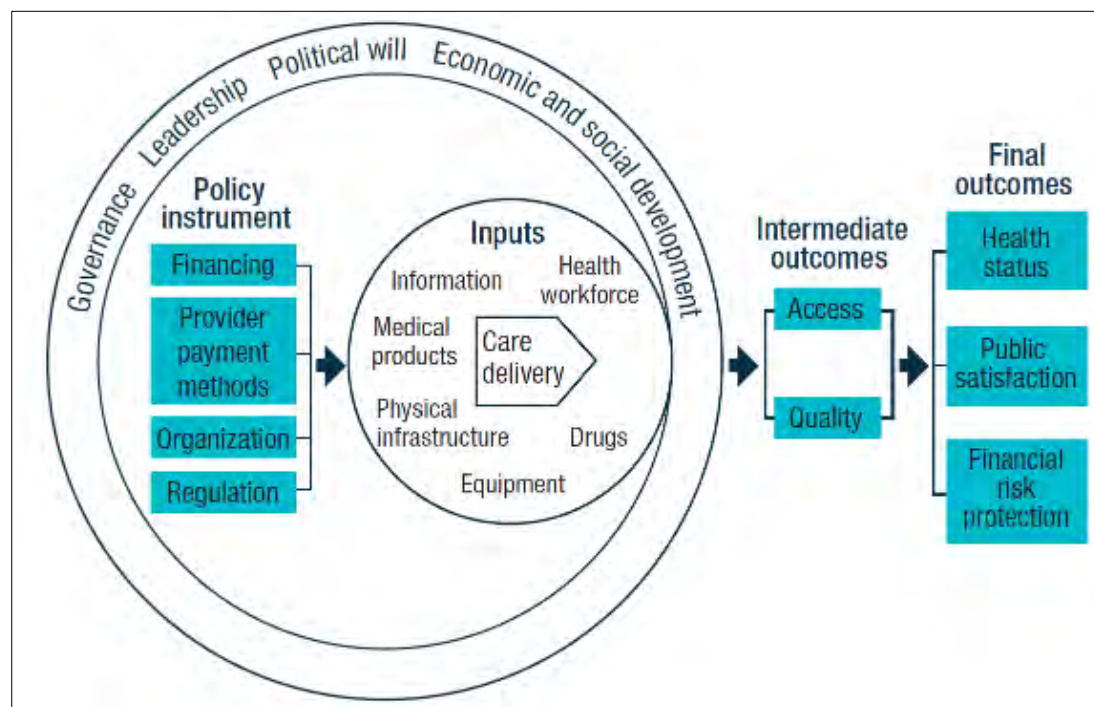 Governance Leadership Political will Economic and social development
Policy
instrument
Financing
Provider
payment
methods
Organization
Regulation
Inputs
Information
Health
workforce
Medical
products
Care
delivery
Physical
infrastructure
Drugs
Equipment
Intermediate
outcomes
Access
Quality
Final
outcomes
Health
status
Public
satisfaction
Financial
risk
protection